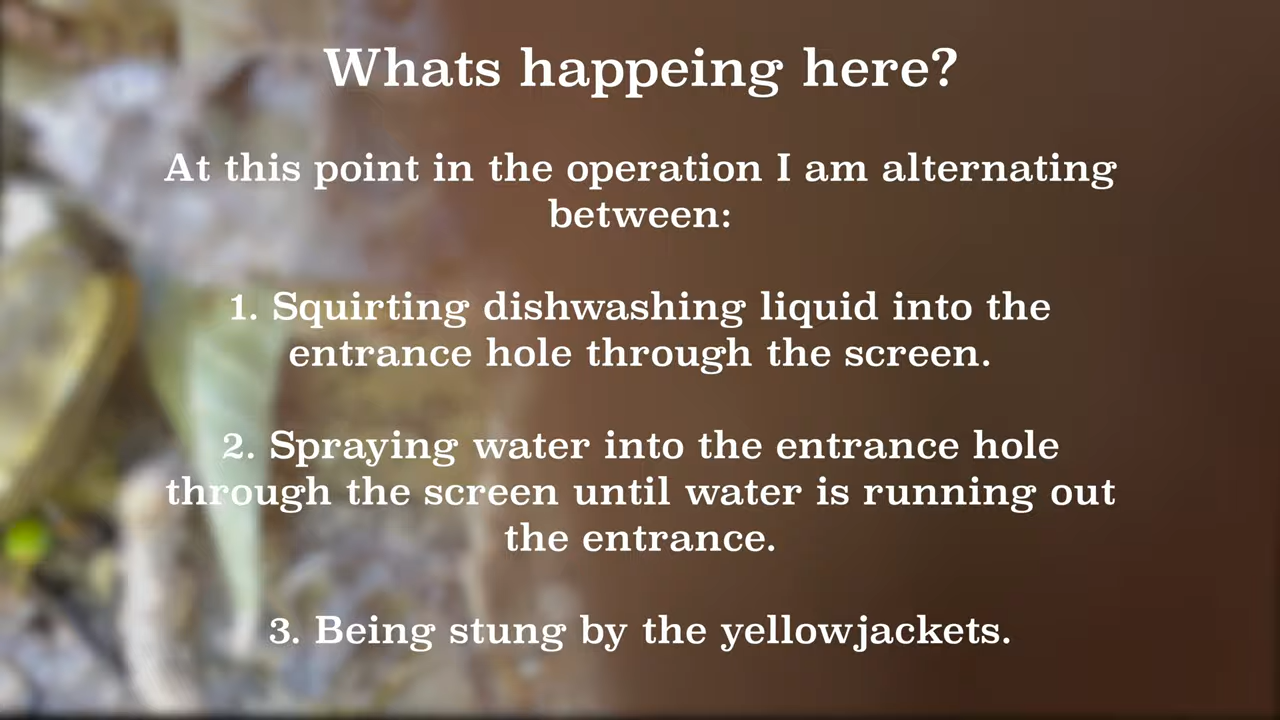 Whats happeing here?
At this point in the operation I am alternating
between:
1. Squirting dishwashing liquid into the
entrance hole through the screen.
2. Spraying water into the entrance hole
through the screen until water is running out
the entrance.
3. Being stung by the yellowjackets.